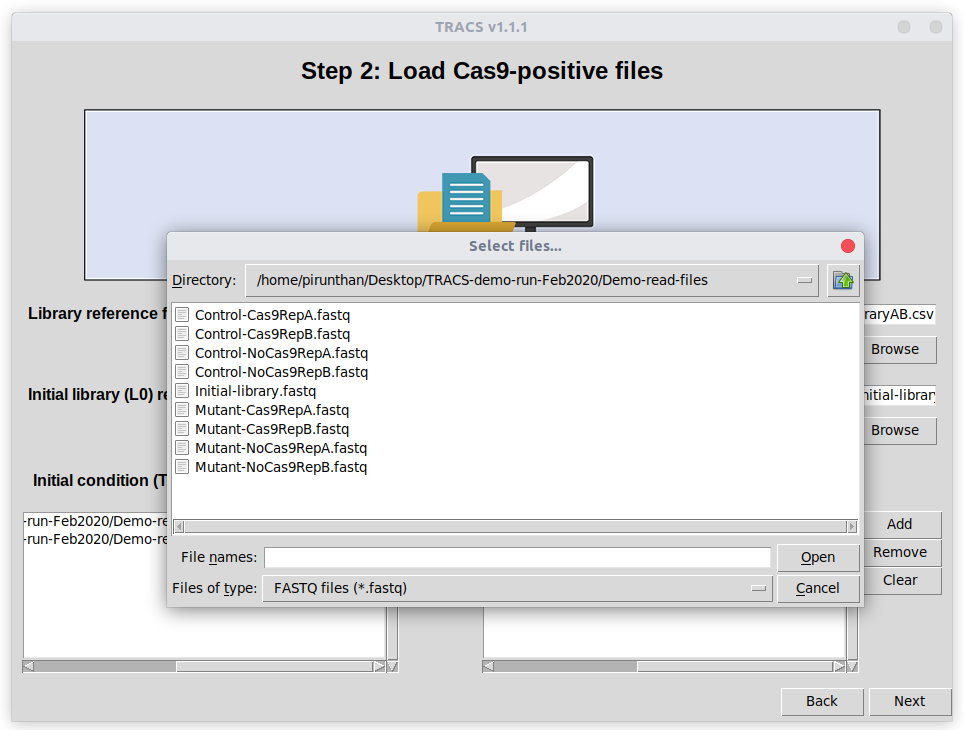 TRACS v1.1.1
Step 2: Load Cas9-positive files
Select files...
Directory: /home/pirunthan/Desktop/TRACS-demo-run-Feb2020/Demo-read-files
Control-Cas9RepA.fastq
Control-Cas9RepB.fastq
Control-NoCas9RepA.fastq
Control-NoCas9RepB.fastq
Initial-library.fastq
Mutant-Cas9RepA.fastq
Mutant-Cas9RepB.fastq
Mutant-NoCas9RepA.fastq
Mutant-NoCas9RepB.fastq
File names:
Open
Files of type: FASTQ files (*.fastq)
Cancel
Library reference f
raryAB.csv
Browse
Initial library (L0) re
nitial-library
Browse
Initial condition (T
-run-Feb2020/Demo-re
-run-Feb2020/Demo-re
Add
Remove
Clear
Back
Next